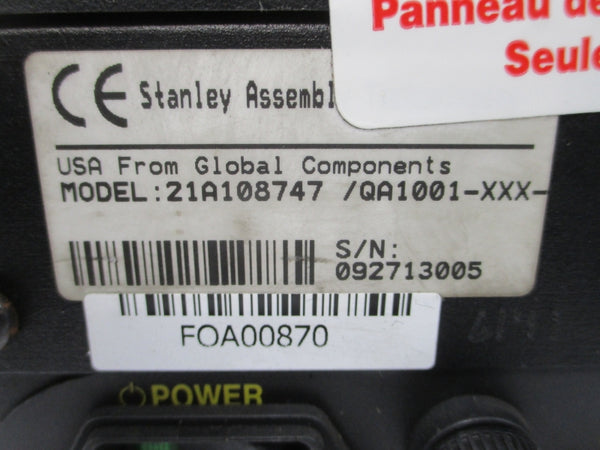 Panneau de
Seule
CE Stanley Assembl
USA From Global Components
MODEL:21A108747 /QA1001-XXX-
S/N:
092713005
FOA00870
POWER